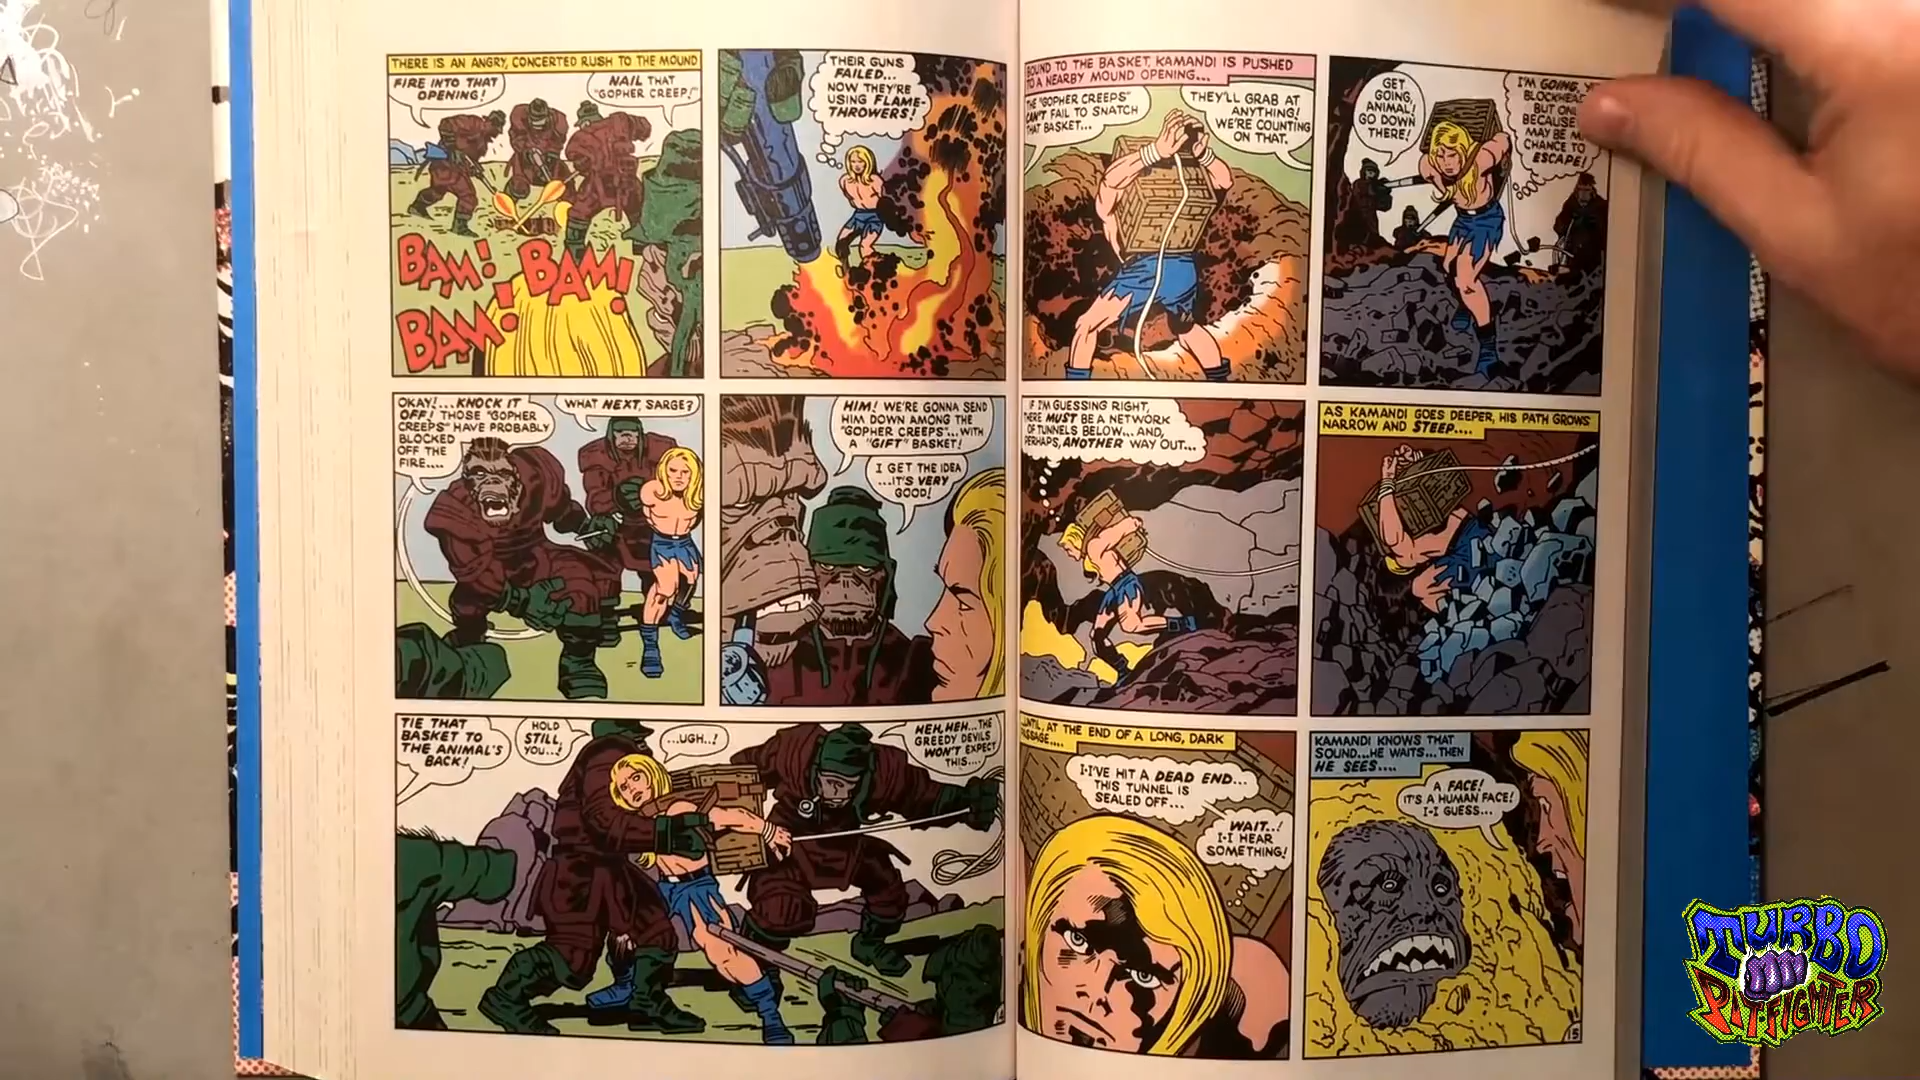 THERE IS AN ANGRY, CONCERTED RUSH TO THE MOUND
FIRE INTO THAT
OPENING!
NAIL THAT
"GOPHER CREEP!"
BAM! BAM!
BAM!
THEIR GUNS
FAILED...
NOW THEY'RE
USING FLAME-
THROWERS!
OKAY!...KNOCK IT
OFF! THOSE "GOPHER
CREEPS" HAVE PROBABLY
BLOCKED
OFF THE
FIRE....
WHAT NEXT, SARGE?
HIM! WE'RE GONNA SEND
HIM DOWN AMONG THE
"GOPHER CREEPS"...WITH
A "GIFT" BASKET!
I GET THE IDEA
...IT'S VERY
GOOD!
TIE THAT
BASKET TO
THE ANIMAL'S
BACK!
HOLD
STILL,
YOU...!
...UGH..!
HEH, HEH...THE
GREEDY DEVILS
WON'T EXPECT
THIS....
14
BOUND TO THE BASKET, KAMANDI IS PUSHED
TO A NEARBY MOUND OPENING...
THE "GOPHER CREEPS"
CAN'T FAIL TO SNATCH
THAT BASKET...
THEY'LL GRAB AT
ANYTHING!
WE'RE COUNTING
ON THAT.
GET
GOING,
ANIMAL!
GO DOWN
THERE!
I'M GOING,
BUT
BECAUSE
MAY BE
CHANCE TO
ESCAPE!
IF I'M GUESSING RIGHT,
THERE MUST BE A NETWORK
OF TUNNELS BELOW...AND,
PERHAPS, ANOTHER WAY OUT...
AS KAMANDI GOES DEEPER, HIS PATH GROWS
NARROW AND STEEP....
...UNTIL, AT THE END OF A LONG, DARK
PASSAGE....
I-I'VE HIT A DEAD END...
THIS TUNNEL IS
SEALED OFF...
WAIT..!
I-I HEAR
SOMETHING!
KAMANDI KNOWS THAT
SOUND...HE WAITS...THEN
HE SEES....
A FACE!
IT'S A HUMAN FACE!
I-I GUESS...
15
TURBO
PITFIGHTER